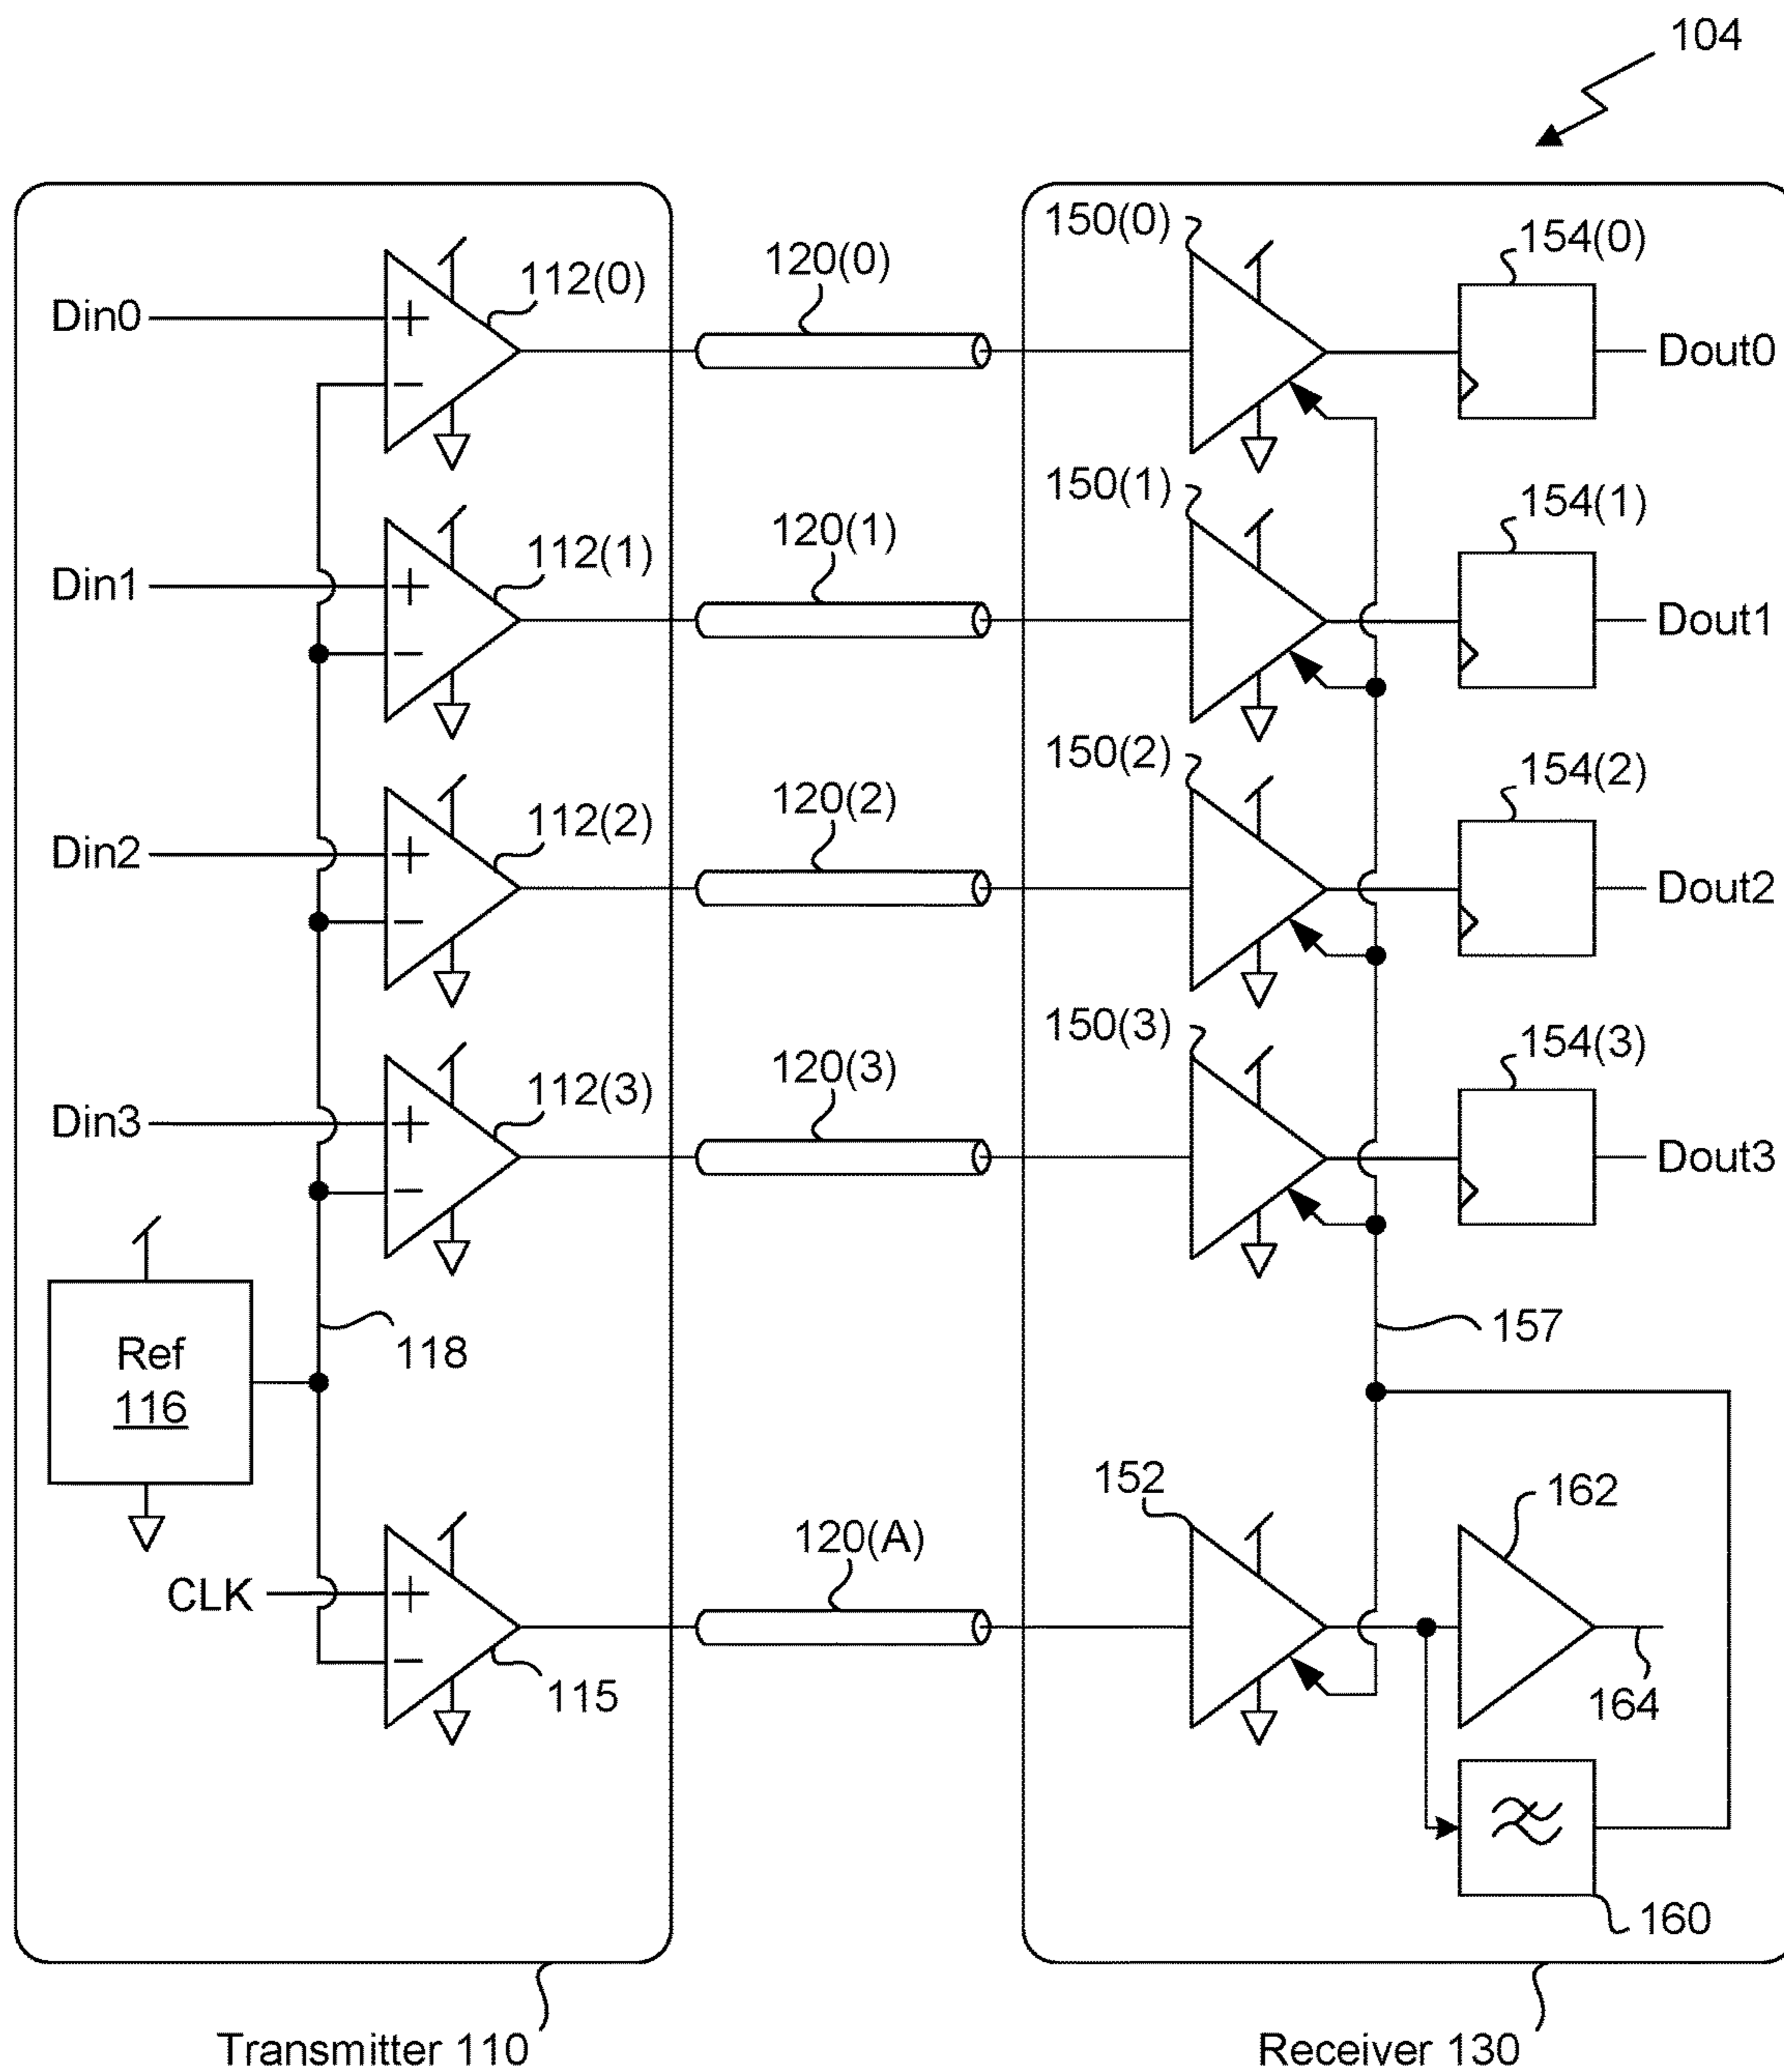 104
150(0)
154(0)
120(0)
112(0)
Din0
+
−
Dout0
150(1)
154(1)
120(1)
112(1)
Din1
+
−
Dout1
150(2)
154(2)
120(2)
112(2)
Din2
+
−
Dout2
150(3)
154(3)
120(3)
112(3)
Din3
+
−
Dout3
157
Ref
116
118
152
162
120(A)
CLK
+
−
115
164
160
Transmitter 110
Receiver 130